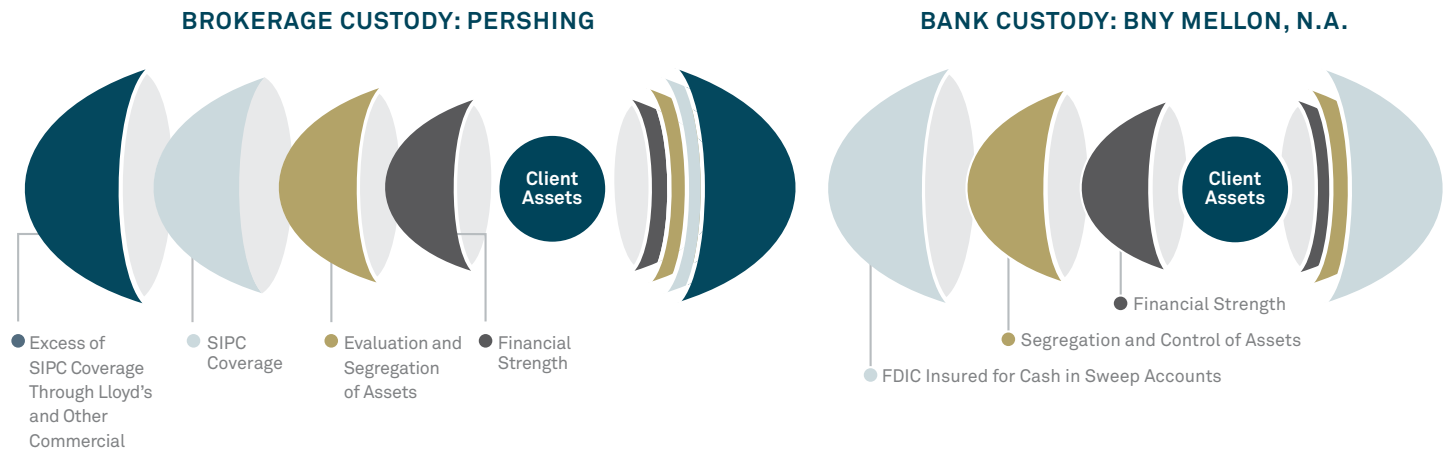 BROKERAGE CUSTODY: PERSHING
Client
Assets
Excess of
SIPC Coverage
Through Lloyd's
and Other
Commercial
SIPC
Coverage
Evaluation and
Segregation
of Assets
Financial
Strength
BANK CUSTODY: BNY MELLON, N.A.
Client
Assets
Financial Strength
Segregation and Control of Assets
FDIC Insured for Cash in Sweep Accounts